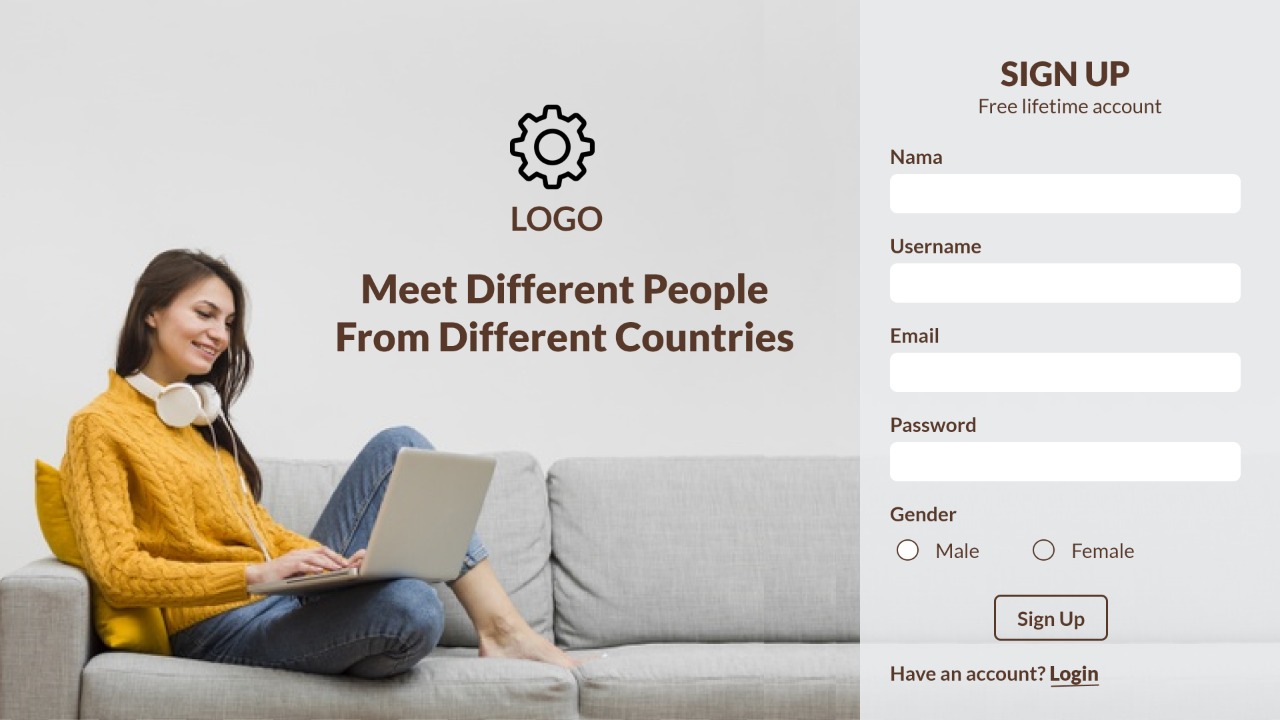 LOGO
Meet Different People
From Different Countries
SIGN UP
Free lifetime account
Nama
Username
Email
Password
Gender
Male
Female
Sign Up
Have an account? Login